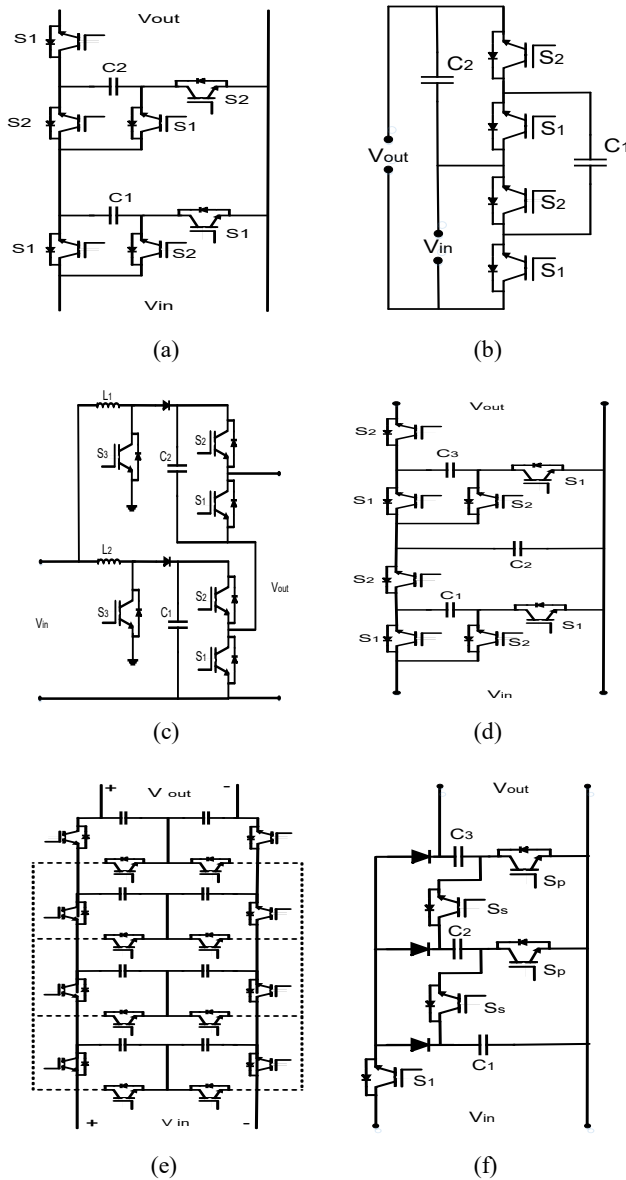 Vout
S1
C2
S2
S2
S1
C1
S1
S1
S2
Vin
(a)
S2
C2
S1
C1
Vout
S2
Vin
S1
(b)
L1
S3
C2
S2
S1
L2
S3
C1
S2
Vout
Vin
S1
(c)
Vout
S2
C3
S1
S1
S2
C2
S2
C1
S1
S1
S2
Vin
(d)
+ V out -
+ V in -
(e)
Vout
C3
Sp
Ss
C2
Sp
Ss
C1
S1
Vin
(f)